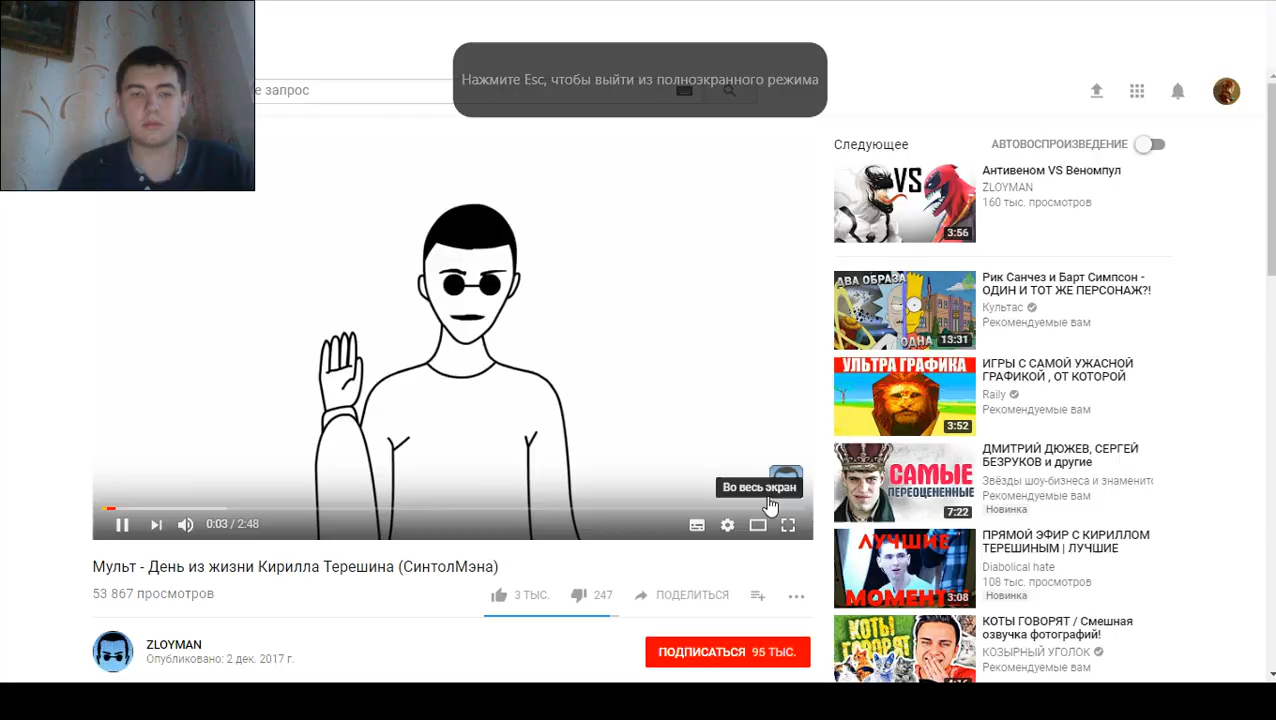 Нажмите Esc, чтобы выйти из полноэкранного режима
е запрос
Во весь экран
0:03 / 2:48
Мульт - День из жизни Кирилла Терешина (СинтолМэна)
53 867 просмотров
3 ТЫС.
247
ПОДЕЛИТЬСЯ
ZLOYMAN
Опубликовано: 2 дек. 2017 г.
ПОДПИСАТЬСЯ 95 ТЫС.
Следующее
АВТОВОСПРОИЗВЕДЕНИЕ
VS
3:56
Антивеном VS Веномпул
ZLOYMAN
160 тыс. просмотров
ДВА ОБРАЗА
ОДНА
13:31
Рик Санчез и Барт Симпсон -
ОДИН И ТОТ ЖЕ ПЕРСОНАЖ?!
Культас
Рекомендуемые вам
УЛЬТРА ГРАФИКА
3:52
ИГРЫ С САМОЙ УЖАСНОЙ
ГРАФИКОЙ , ОТ КОТОРОЙ
Raily
Рекомендуемые вам
САМЫЕ
ПЕРЕОЦЕНЕННЫЕ
7:22
ДМИТРИЙ ДЮЖЕВ, СЕРГЕЙ
БЕЗРУКОВ и другие
Звёзды шоу-бизнеса и знаменит
Рекомендуемые вам
Новинка
ЛУЧШИЕ
МОМЕНТЫ
3:08
ПРЯМОЙ ЭФИР С КИРИЛЛОМ
ТЕРЕШИНЫМ | ЛУЧШИЕ
Diabolical hate
108 тыс. просмотров
Новинка
КОТЫ
ГОВОРЯТ
КОТЫ ГОВОРЯТ / Смешная
озвучка фотографий!
КОЗЫРНЫЙ УГОЛОК
Рекомендуемые вам